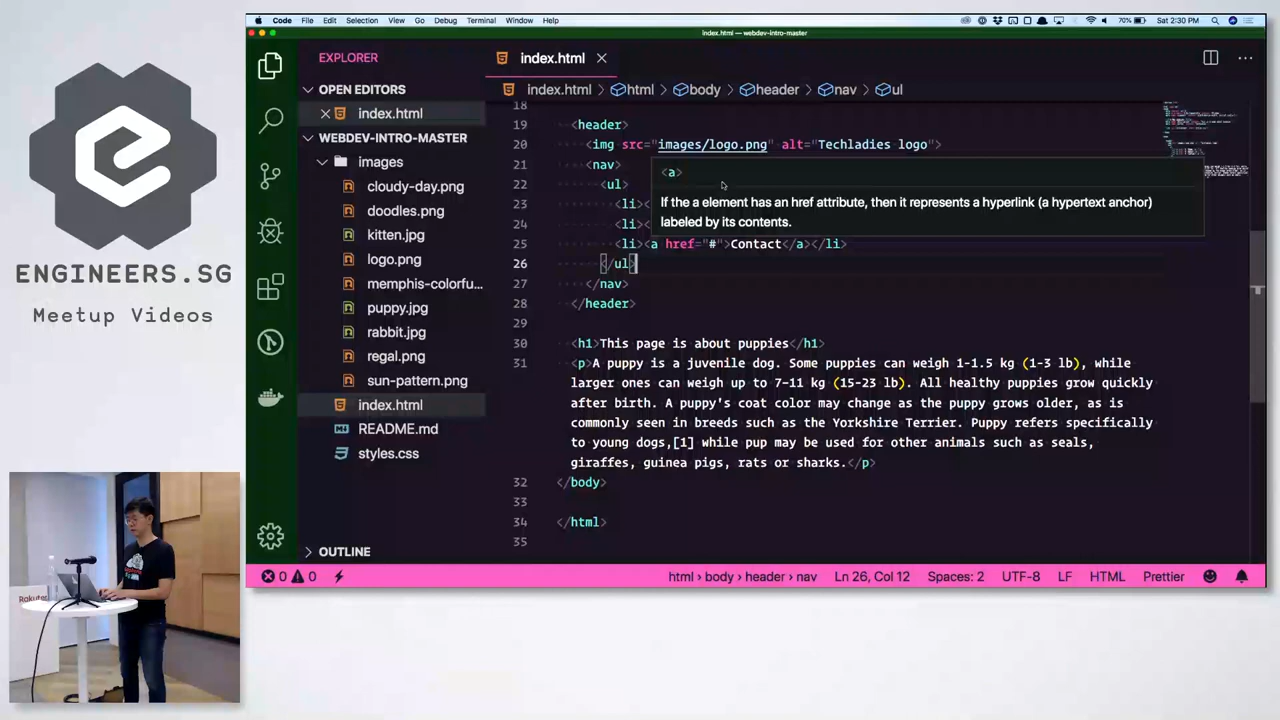 Code File Edit Selection View Go Debug Terminal Window Help
70% Sat 2:30 PM
index.html — webdev-intro-master
EXPLORER
index.html
OPEN EDITORS
index.html
WEBDEV-INTRO-MASTER
images
cloudy-day.png
doodles.png
kitten.jpg
logo.png
memphis-colorfu...
puppy.jpg
rabbit.jpg
regal.png
sun-pattern.png
index.html
README.md
styles.css
OUTLINE
index.html html body header nav ul
18
19 <header>
20 <img src="images/logo.png" alt="Techladies logo">
21 <nav>
22 <ul>
23 <li><
24 <li><
25 <li><a href="#">Contact</a></li>
26 </ul>
27 </nav>
28 </header>
29
30 <h1>This page is about puppies</h1>
31 <p>A puppy is a juvenile dog. Some puppies can weigh 1-1.5 kg (1-3 lb), while
larger ones can weigh up to 7-11 kg (15-23 lb). All healthy puppies grow quickly
after birth. A puppy's coat color may change as the puppy grows older, as is
commonly seen in breeds such as the Yorkshire Terrier. Puppy refers specifically
to young dogs,[1] while pup may be used for other animals such as seals,
giraffes, guinea pigs, rats or sharks.</p>
32 </body>
33
34 </html>
35
<a>
If the a element has an href attribute, then it represents a hyperlink (a hypertext anchor)
labeled by its contents.
0 0 html › body › header › nav Ln 26, Col 12 Spaces: 2 UTF-8 LF HTML Prettier
ENGINEERS.SG
Meetup Videos
Rakuten